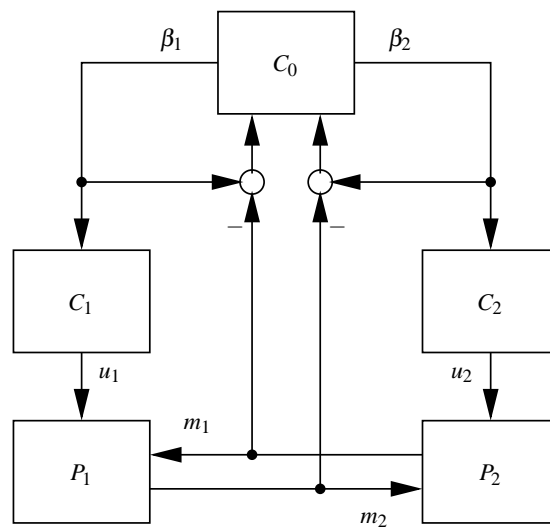 β₁ β₂
C₀
− −
C₁ C₂
u₁ u₂
m₁
P₁ P₂
m₂